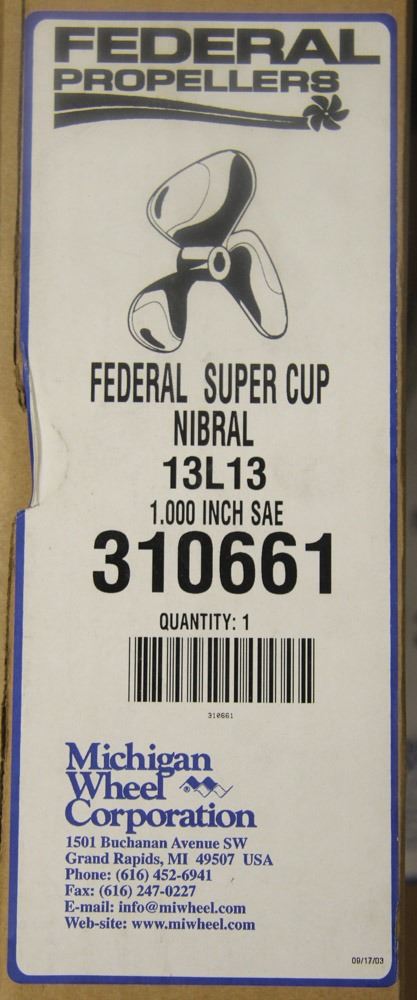 FEDERAL
PROPELLERS
FEDERAL SUPER CUP
NIBRAL
13L13
1.000 INCH SAE
310661
QUANTITY: 1
310661
Michigan
Wheel ®
Corporation
1501 Buchanan Avenue SW
Grand Rapids, MI 49507 USA
Phone: (616) 452-6941
Fax: (616) 247-0227
E-mail: info@miwheel.com
Web-site: www.miwheel.com
09/17/03